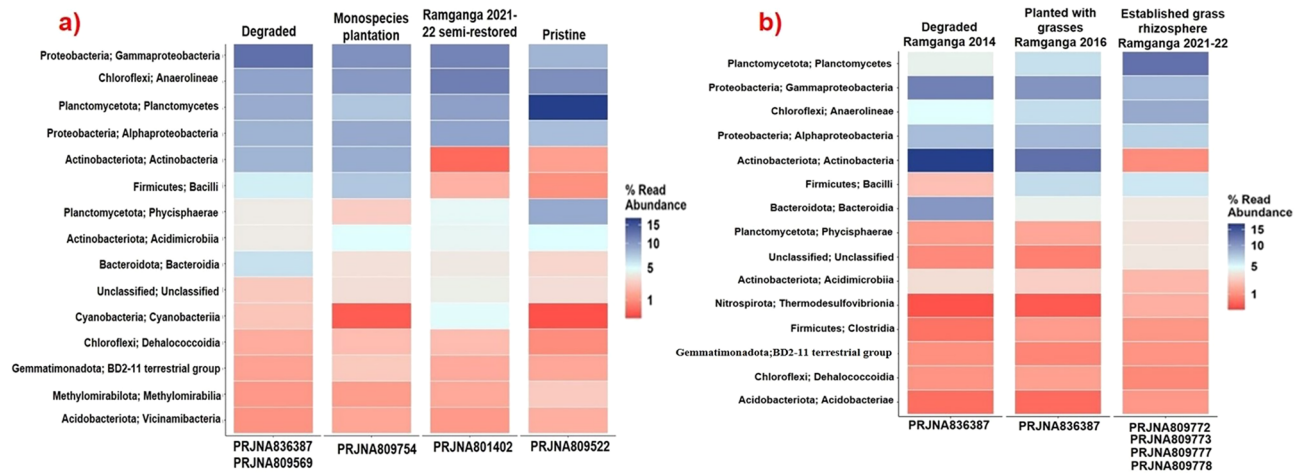 a)
Degraded
Monospecies
plantation
Ramganga 2021-
22 semi-restored
Pristine
Proteobacteria; Gammaproteobacteria
Chloroflexi; Anaerolineae
Planctomycetota; Planctomycetes
Proteobacteria; Alphaproteobacteria
Actinobacteriota; Actinobacteria
Firmicutes; Bacilli
Planctomycetota; Phycisphaerae
Actinobacteriota; Acidimicrobiia
Bacteroidota; Bacteroidia
Unclassified; Unclassified
Cyanobacteria; Cyanobacteriia
Chloroflexi; Dehalococcoidia
Gemmatimonadota; BD2-11 terrestrial group
Methylomirabilota; Methylomirabilia
Acidobacteriota; Vicinamibacteria
PRJNA836387
PRJNA809569
PRJNA809754
PRJNA801402
PRJNA809522
% Read
Abundance
15
10
5
1
b)
Degraded
Ramganga 2014
Planted with
grasses
Ramganga 2016
Established grass
rhizosphere
Ramganga 2021-22
Planctomycetota; Planctomycetes
Proteobacteria; Gammaproteobacteria
Chloroflexi; Anaerolineae
Proteobacteria; Alphaproteobacteria
Actinobacteriota; Actinobacteria
Firmicutes; Bacilli
Bacteroidota; Bacteroidia
Planctomycetota; Phycisphaerae
Unclassified; Unclassified
Actinobacteriota; Acidimicrobiia
Nitrospirota; Thermodesulfovibrionia
Firmicutes; Clostridia
Gemmatimonadota;BD2-11 terrestrial group
Chloroflexi; Dehalococcoidia
Acidobacteriota; Acidobacteriae
PRJNA836387
PRJNA836387
PRJNA809772
PRJNA809773
PRJNA809777
PRJNA809778
% Read
Abundance
15
10
5
1